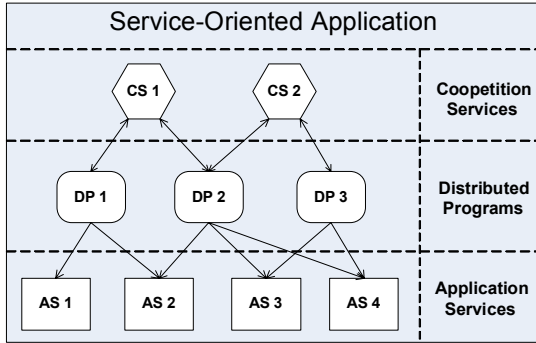 Service-Oriented Application
CS 1
CS 2
Coopetition
Services
DP 1
DP 2
DP 3
Distributed
Programs
AS 1
AS 2
AS 3
AS 4
Application
Services